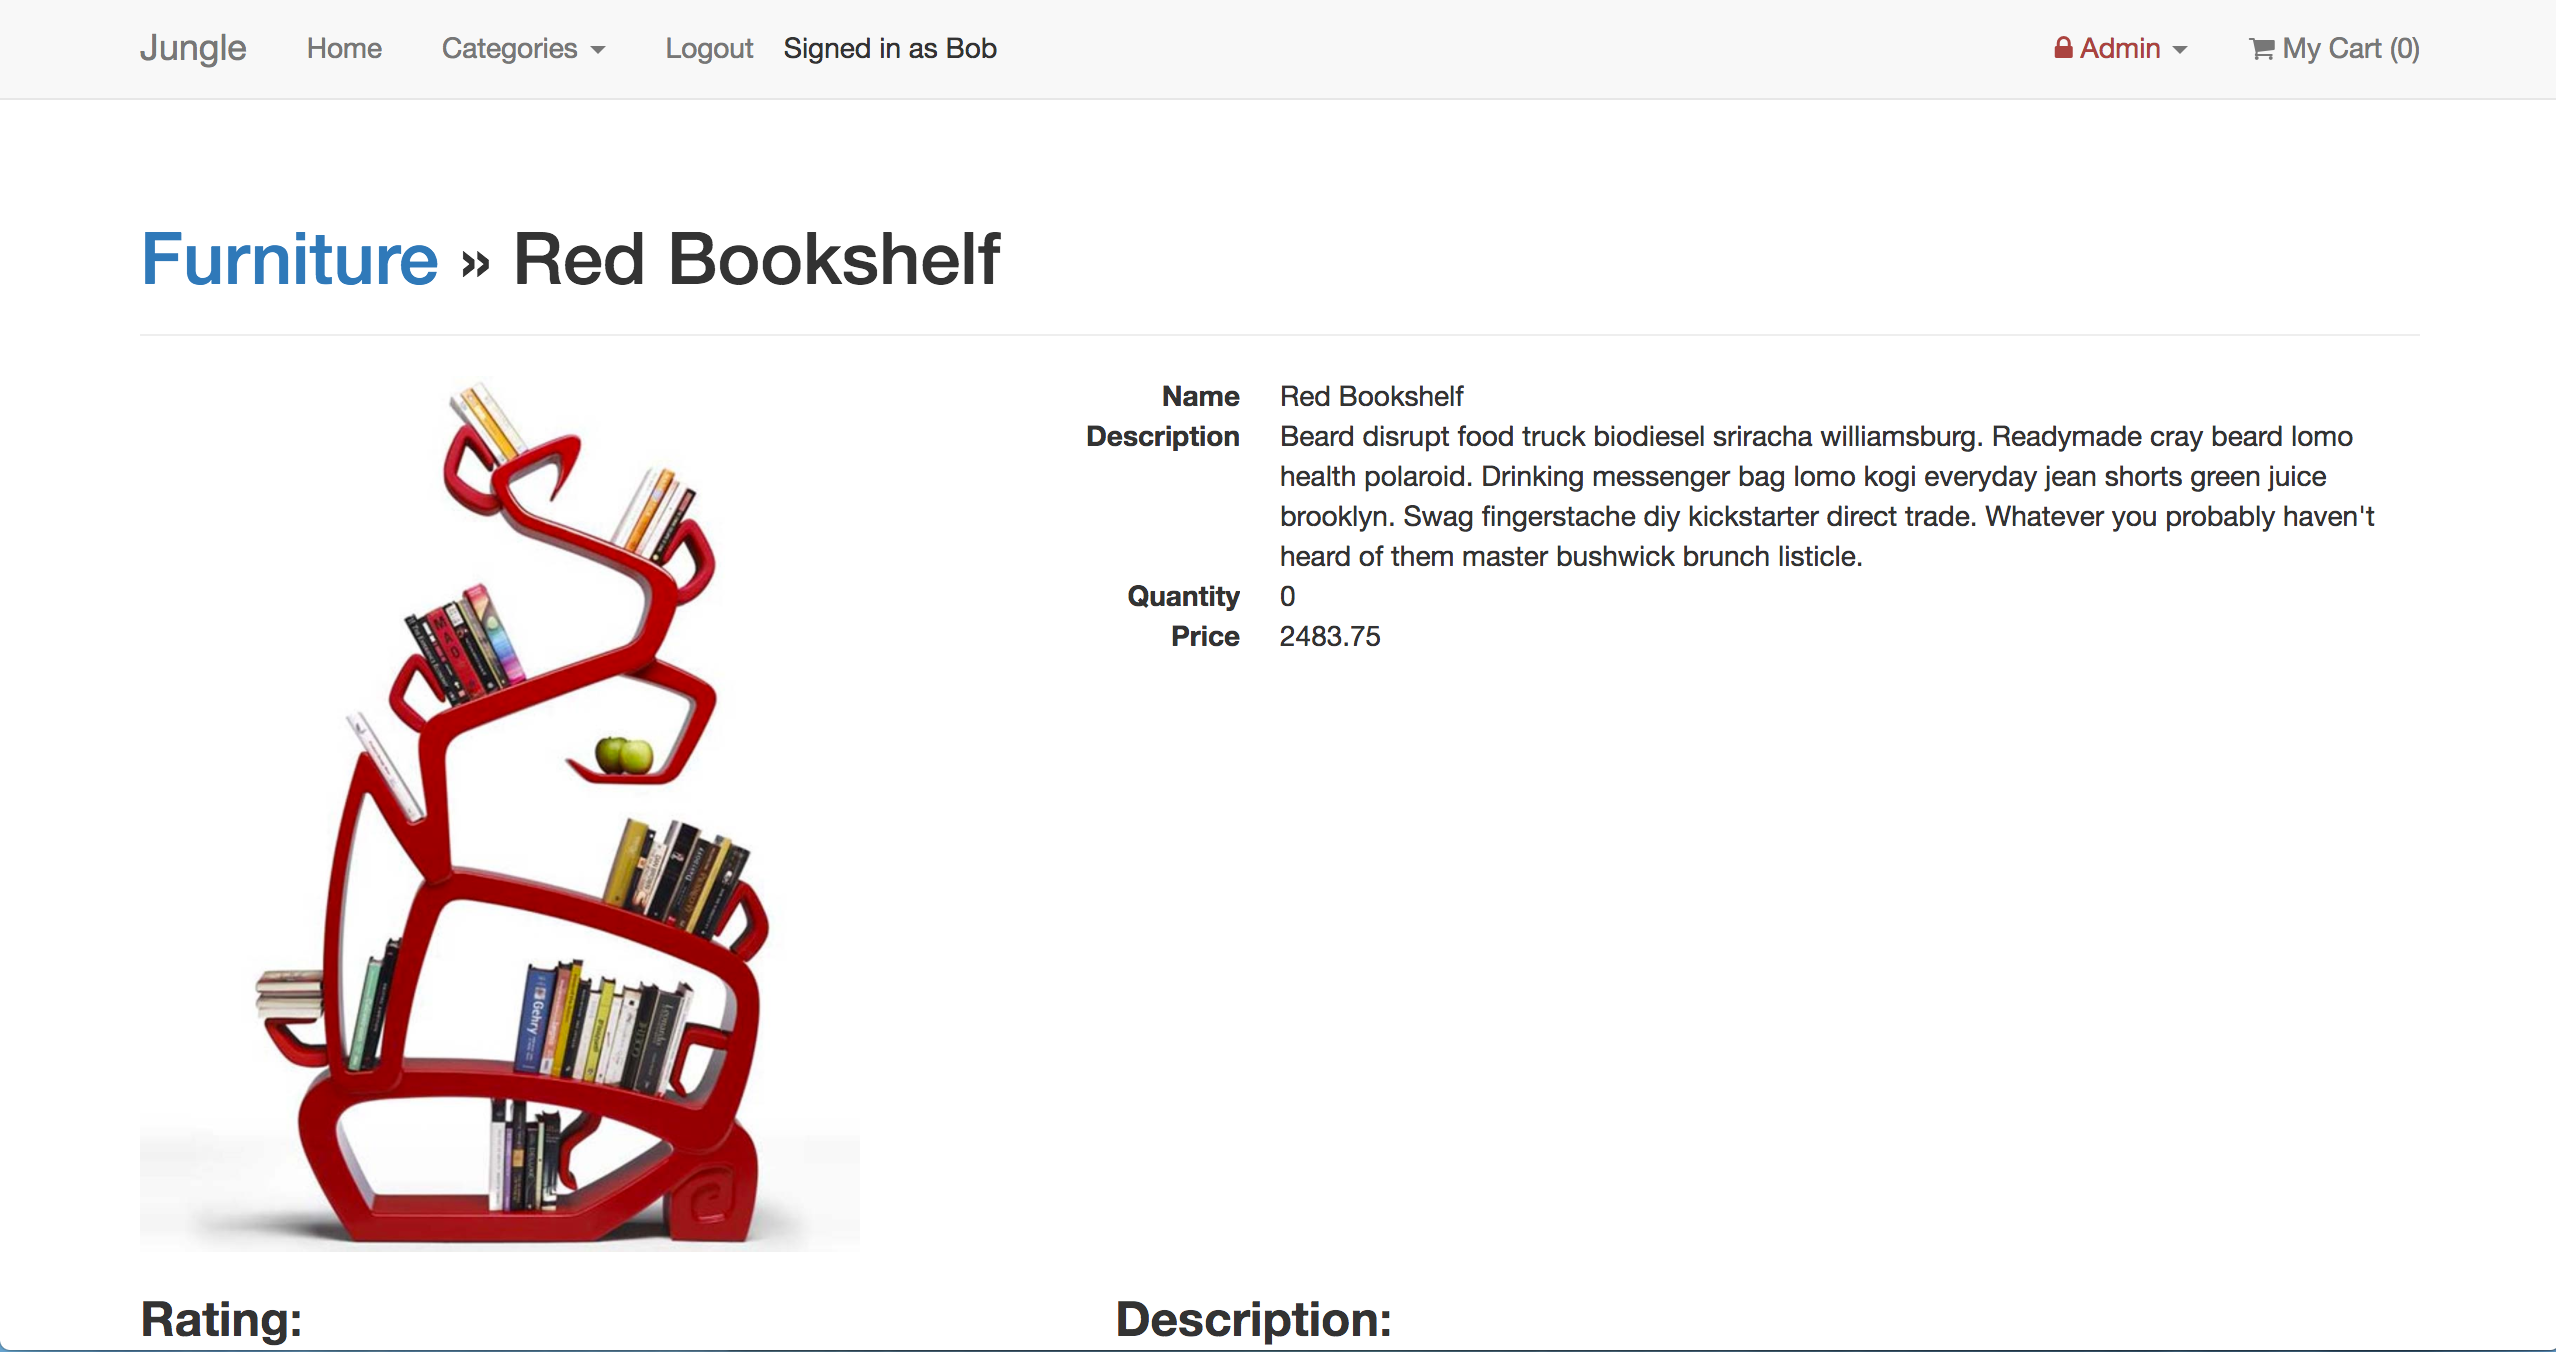 Jungle Home Categories Logout Signed in as Bob Admin My Cart (0)
Furniture » Red Bookshelf
Name Red Bookshelf
Description Beard disrupt food truck biodiesel sriracha williamsburg. Readymade cray beard lomo
health polaroid. Drinking messenger bag lomo kogi everyday jean shorts green juice
brooklyn. Swag fingerstache diy kickstarter direct trade. Whatever you probably haven't
heard of them master bushwick brunch listicle.
Quantity 0
Price 2483.75
MAO
Gehry
GOETHE
Rating: Description: